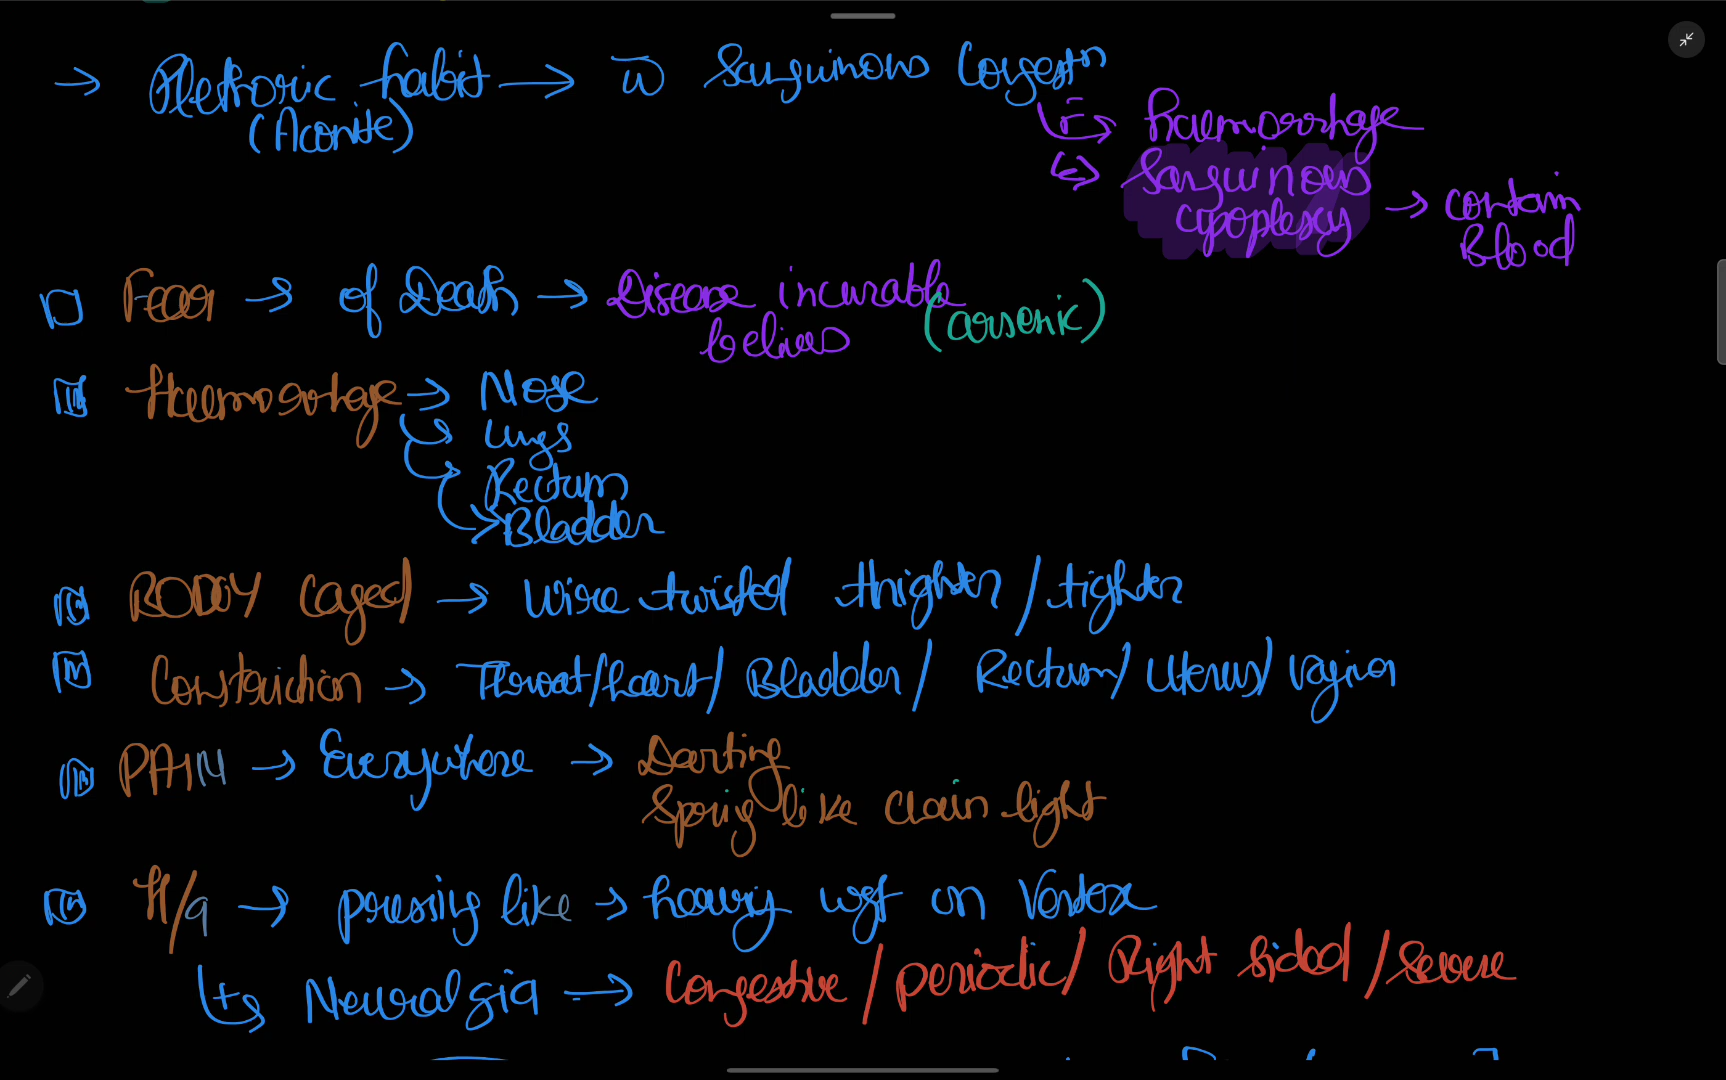 → Plethoric habit → w̄ Sanguinous Congestn
(Aconite)
→ haemorrhage
→ Sanguinous apoplexy → contain Blood
Fear → of Death → Disease incurable belives (arsenic)
Haemorrhage → Nose
Lungs
Rectum
Bladder
BODY Caged → Wire twisted thighter / tighter
Constriction → Throat/heart/ Bladder/ Rectum/ Uterus/ vagina
PAIN → Everywhere → Darting
Spring like chain light
H/a → pressing like → heavy wgt on Vertex
Neuralgia → Congestive / periodic / Right sided / Severe